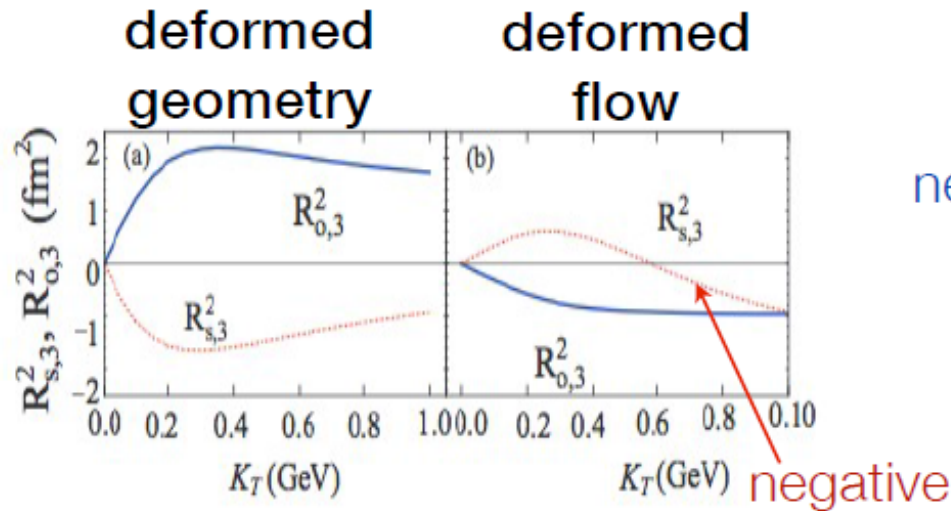 deformed geometry
deformed flow
R²s,3, R²o,3 (fm²)
2
1
0
−1
−2
(a)
R²o,3
R²s,3
0.0 0.2 0.4 0.6 0.8 1.0
K_T(GeV)
(b)
R²s,3
R²o,3
0.0 0.2 0.4 0.6 0.8 0.10
K_T(GeV)
ne
negative